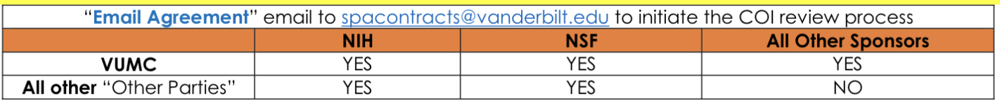 “Email Agreement” email to spacontracts@vanderbilt.edu to initiate the COI review process
NIH NSF All Other Sponsors
VUMC YES YES YES
All other “Other Parties” YES YES NO